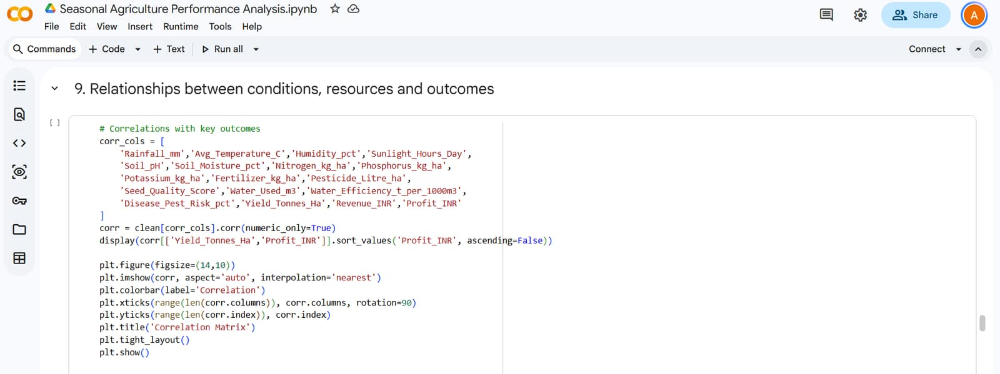 Seasonal Agriculture Performance Analysis.ipynb
File Edit View Insert Runtime Tools Help
Share
A
Commands + Code + Text Run all
Connect
9. Relationships between conditions, resources and outcomes
[ ]
# Correlations with key outcomes
corr_cols = [
    'Rainfall_mm','Avg_Temperature_C','Humidity_pct','Sunlight_Hours_Day',
    'Soil_pH','Soil_Moisture_pct','Nitrogen_kg_ha','Phosphorus_kg_ha',
    'Potassium_kg_ha','Fertilizer_kg_ha','Pesticide_Litre_ha',
    'Seed_Quality_Score','Water_Used_m3','Water_Efficiency_t_per_1000m3',
    'Disease_Pest_Risk_pct','Yield_Tonnes_Ha','Revenue_INR','Profit_INR'
]
corr = clean[corr_cols].corr(numeric_only=True)
display(corr[['Yield_Tonnes_Ha','Profit_INR']].sort_values('Profit_INR', ascending=False))
plt.figure(figsize=(14,10))
plt.imshow(corr, aspect='auto', interpolation='nearest')
plt.colorbar(label='Correlation')
plt.xticks(range(len(corr.columns)), corr.columns, rotation=90)
plt.yticks(range(len(corr.index)), corr.index)
plt.title('Correlation Matrix')
plt.tight_layout()
plt.show()